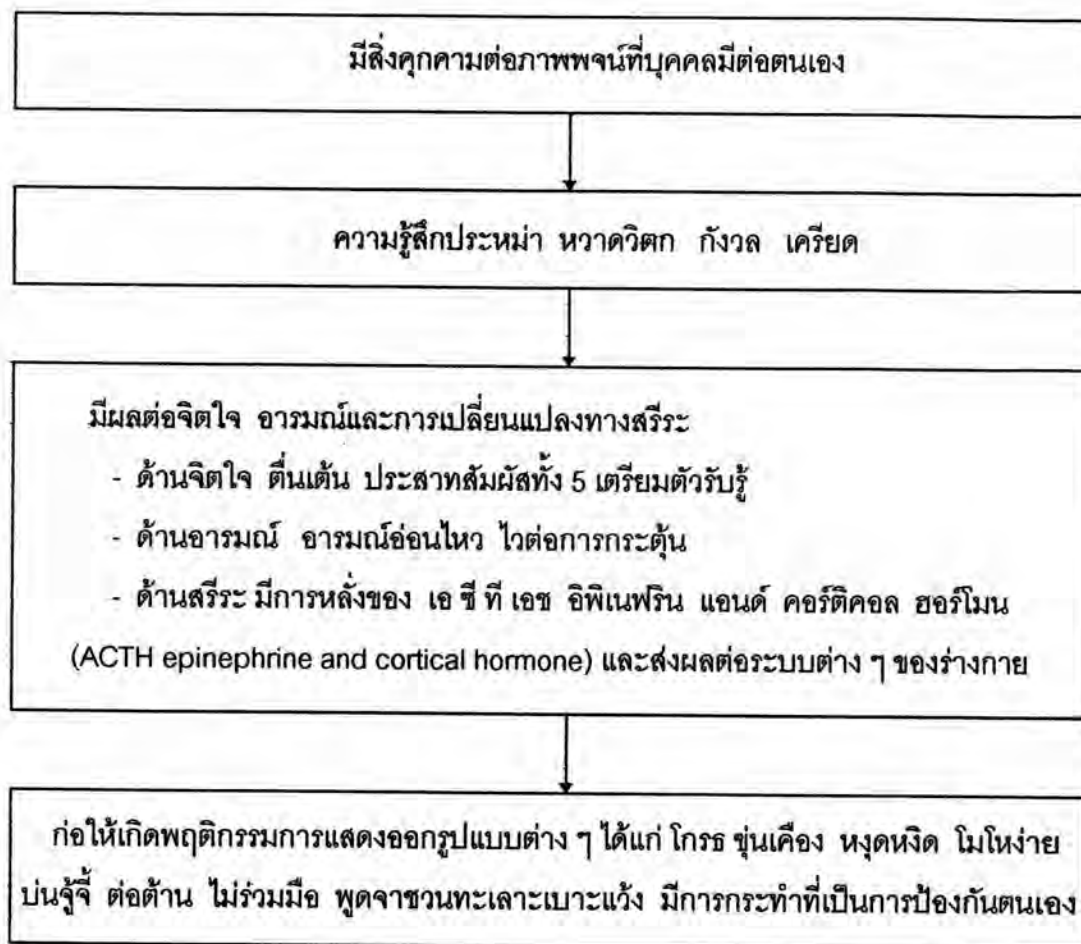 มีสิ่งคุกคามต่อภาพพจน์ที่บุคคลมีต่อตนเอง
ความรู้สึกประหม่า หวาดวิตก กังวล เครียด
มีผลต่อจิตใจ อารมณ์และการเปลี่ยนแปลงทางสรีระ
- ด้านจิตใจ ตื่นเต้น ประสาทสัมผัสทั้ง 5 เตรียมตัวรับรู้
- ด้านอารมณ์ อารมณ์อ่อนไหว ไวต่อการกระตุ้น
- ด้านสรีระ มีการหลั่งของ เอ ซี ที เอช อิพิเนฟริน แอนด์ คอร์ติคอล ฮอร์โมน
(ACTH epinephrine and cortical hormone) และส่งผลต่อระบบต่าง ๆ ของร่างกาย
ก่อให้เกิดพฤติกรรมการแสดงออกรูปแบบต่าง ๆ ได้แก่ โกรธ ขุ่นเคือง หงุดหงิด โมโหง่าย
บ่นจู้จี้ ต่อต้าน ไม่ร่วมมือ พูดจาชวนทะเลาะเบาะแว้ง มีการกระทำที่เป็นการป้องกันตนเอง